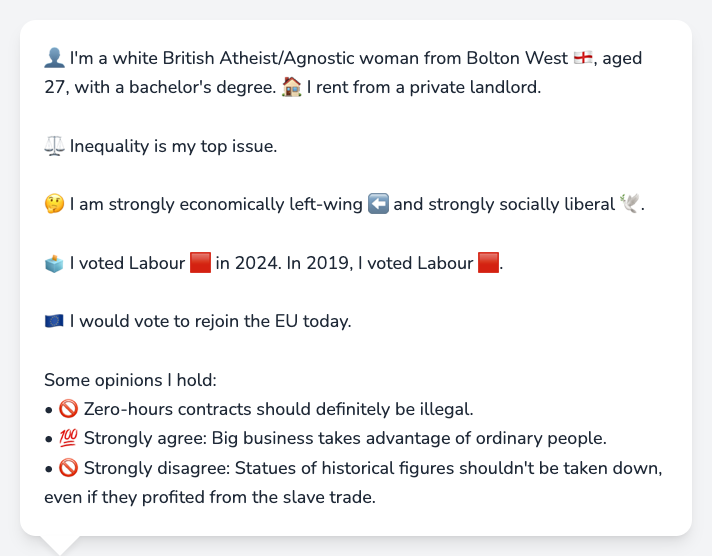 👤 I'm a white British Atheist/Agnostic woman from Bolton West 🏴󠁧󠁢󠁥󠁮󠁧󠁿, aged
27, with a bachelor's degree. 🏠 I rent from a private landlord.
⚖️ Inequality is my top issue.
🤔 I am strongly economically left-wing ⬅️ and strongly socially liberal 🕊️.
🗳️ I voted Labour 🟥 in 2024. In 2019, I voted Labour 🟥.
🇪🇺 I would vote to rejoin the EU today.
Some opinions I hold:
• 🚫 Zero-hours contracts should definitely be illegal.
• 💯 Strongly agree: Big business takes advantage of ordinary people.
• 🚫 Strongly disagree: Statues of historical figures shouldn't be taken down,
even if they profited from the slave trade.